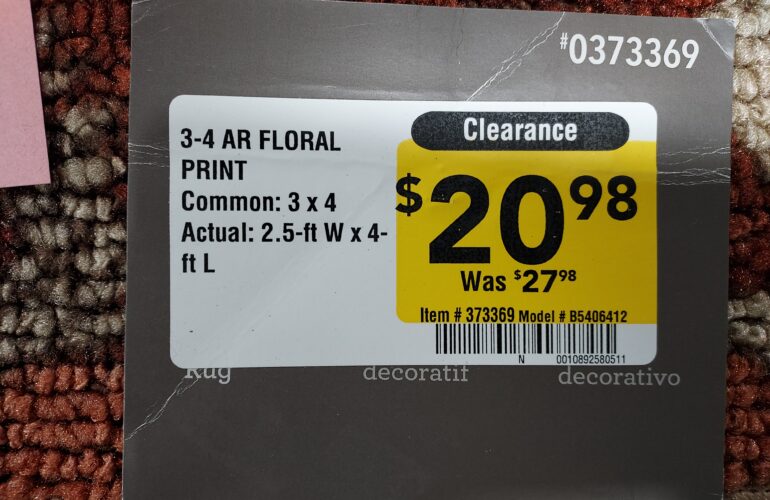 #0373369
3-4 AR FLORAL
PRINT
Common: 3 x 4
Actual: 2.5-ft W x 4-
ft L
Clearance
$20.98
Was $27.98
Item # 373369 Model # B5406412
N 0010892580511
Rug decoratif decorativo